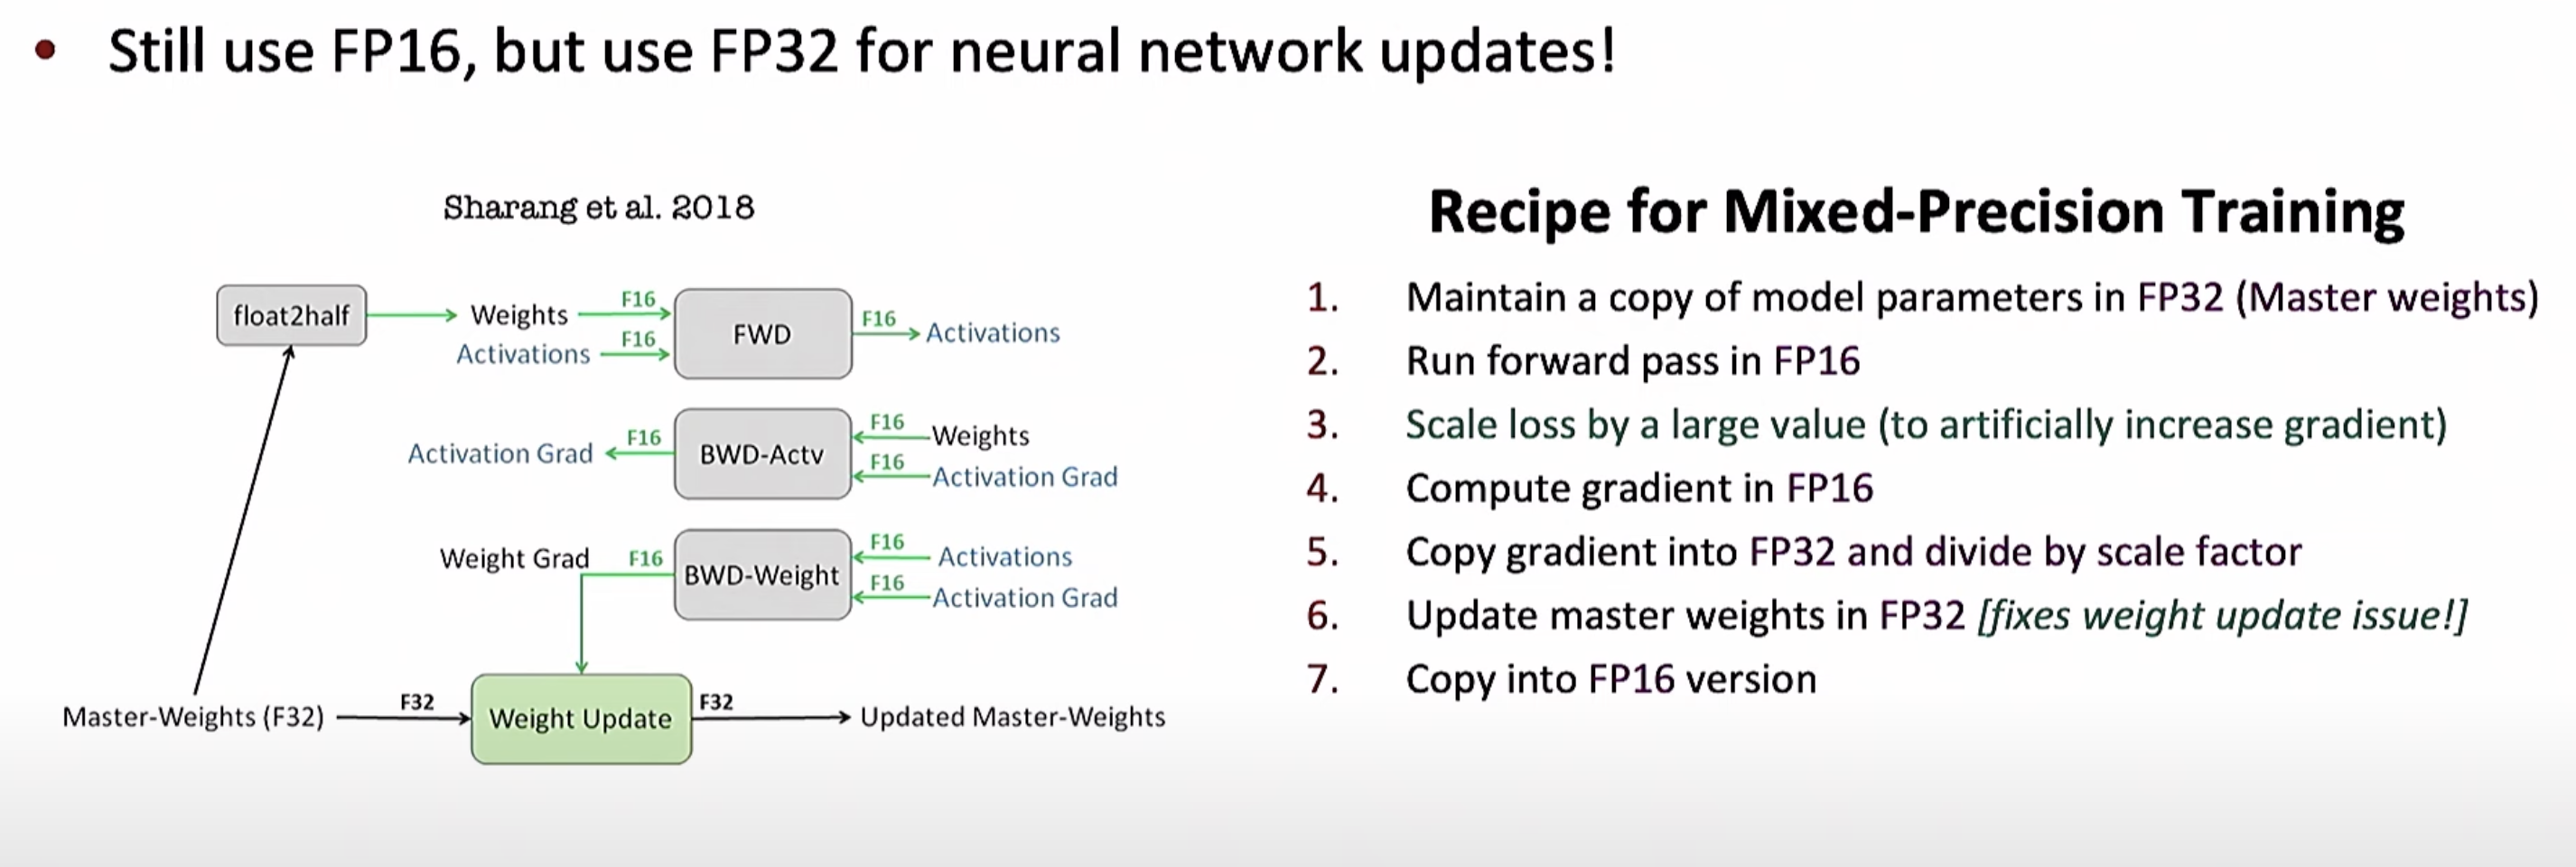 • Still use FP16, but use FP32 for neural network updates!
Sharang et al. 2018
float2half
Weights
F16
Activations
F16
FWD
F16
Activations
Activation Grad
F16
BWD-Actv
F16
Weights
F16
Activation Grad
Weight Grad
F16
BWD-Weight
F16
Activations
F16
Activation Grad
Master-Weights (F32)
F32
Weight Update
F32
Updated Master-Weights
Recipe for Mixed-Precision Training
1. Maintain a copy of model parameters in FP32 (Master weights)
2. Run forward pass in FP16
3. Scale loss by a large value (to artificially increase gradient)
4. Compute gradient in FP16
5. Copy gradient into FP32 and divide by scale factor
6. Update master weights in FP32 [fixes weight update issue!]
7. Copy into FP16 version